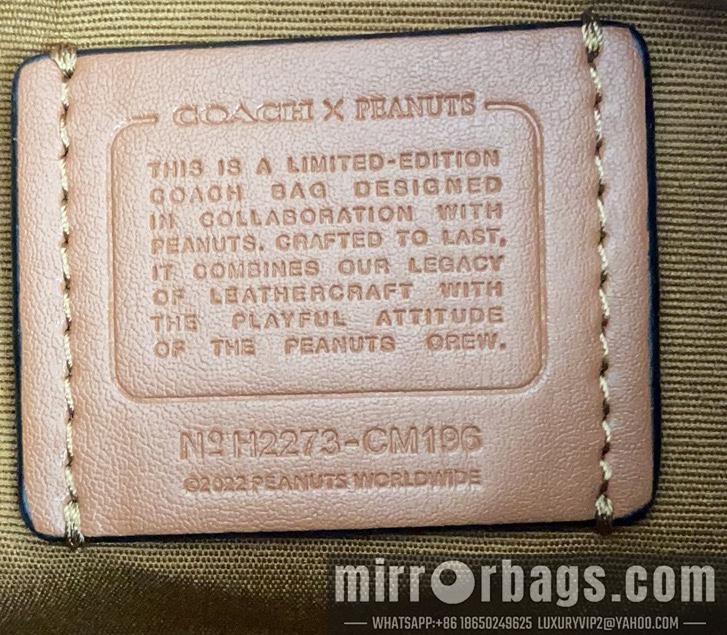 COACH X PEANUTS
THIS IS A LIMITED-EDITION
COACH BAG DESIGNED
IN COLLABORATION WITH
PEANUTS. CRAFTED TO LAST,
IT COMBINES OUR LEGACY
OF LEATHERCRAFT WITH
THE PLAYFUL ATTITUDE
OF THE PEANUTS CREW.
Nº H2273-CM196
©2022 PEANUTS WORLDWIDE
mirrorbags.com
WHATSAPP:+86 18650249625 LUXURYVIP2@YAHOO.COM